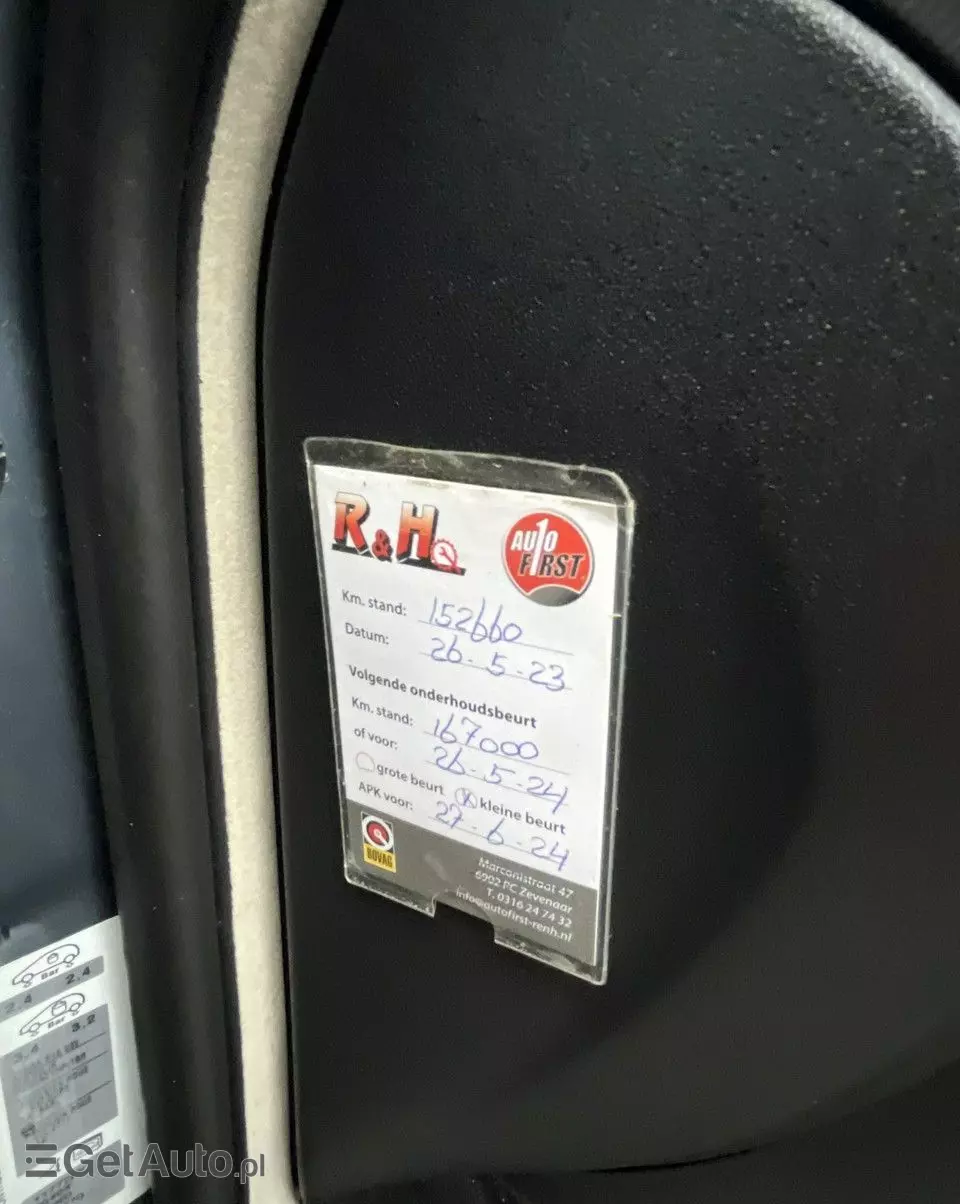 R&H
AUTO
FIRST
Km. stand: 152660
Datum: 26-5-23
Volgende onderhoudsbeurt
Km. stand: 167000
of voor: 26-5-24
grote beurt kleine beurt
APK voor: 27-6-24
BOVAG
Marconistraat 47
6902 PC Zevenaar
T. 0316 24 74 32
info@autofirst-renh.nl
Bar
2.4 2.4
Bar
3.4 3.2
GetAuto.pl